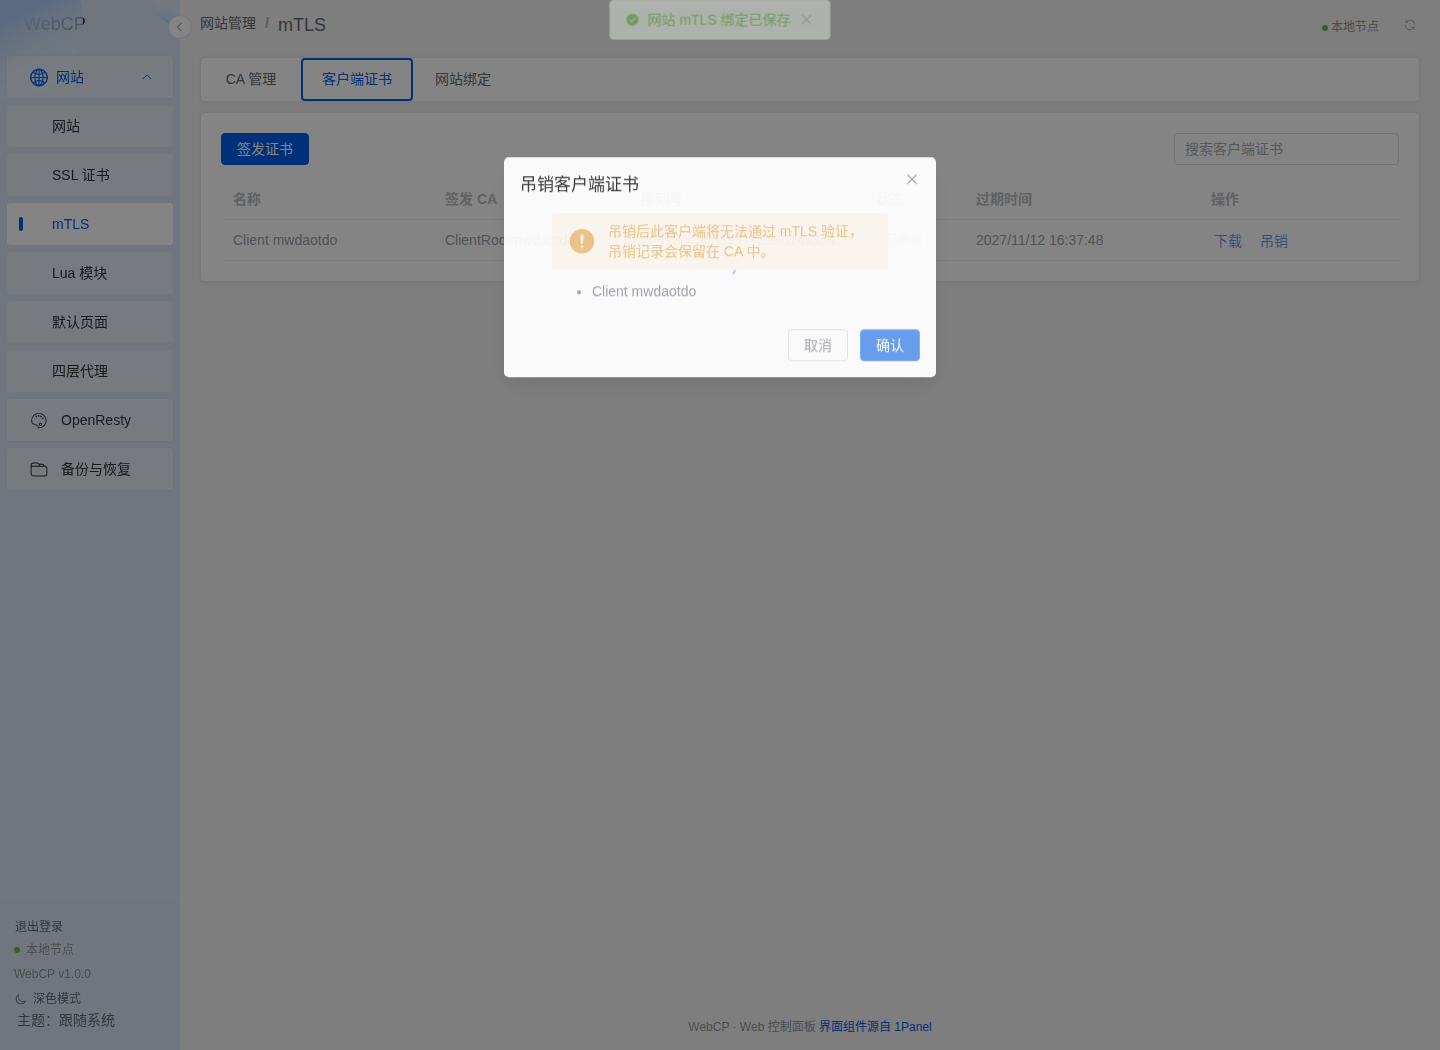 WebCP
网站管理 / mTLS
网站 mTLS 绑定已保存
本地节点
网站
网站
SSL 证书
mTLS
Lua 模块
默认页面
四层代理
OpenResty
备份与恢复
CA 管理
客户端证书
网站绑定
签发证书
搜索客户端证书
名称
签发 CA
过期时间
操作
Client mwdaotdo
2027/11/12 16:37:48
下载
吊销
吊销客户端证书
吊销后此客户端将无法通过 mTLS 验证，
吊销记录会保留在 CA 中。
Client mwdaotdo
取消
确认
退出登录
本地节点
WebCP v1.0.0
深色模式
主题：跟随系统
WebCP · Web 控制面板 界面组件源自 1Panel